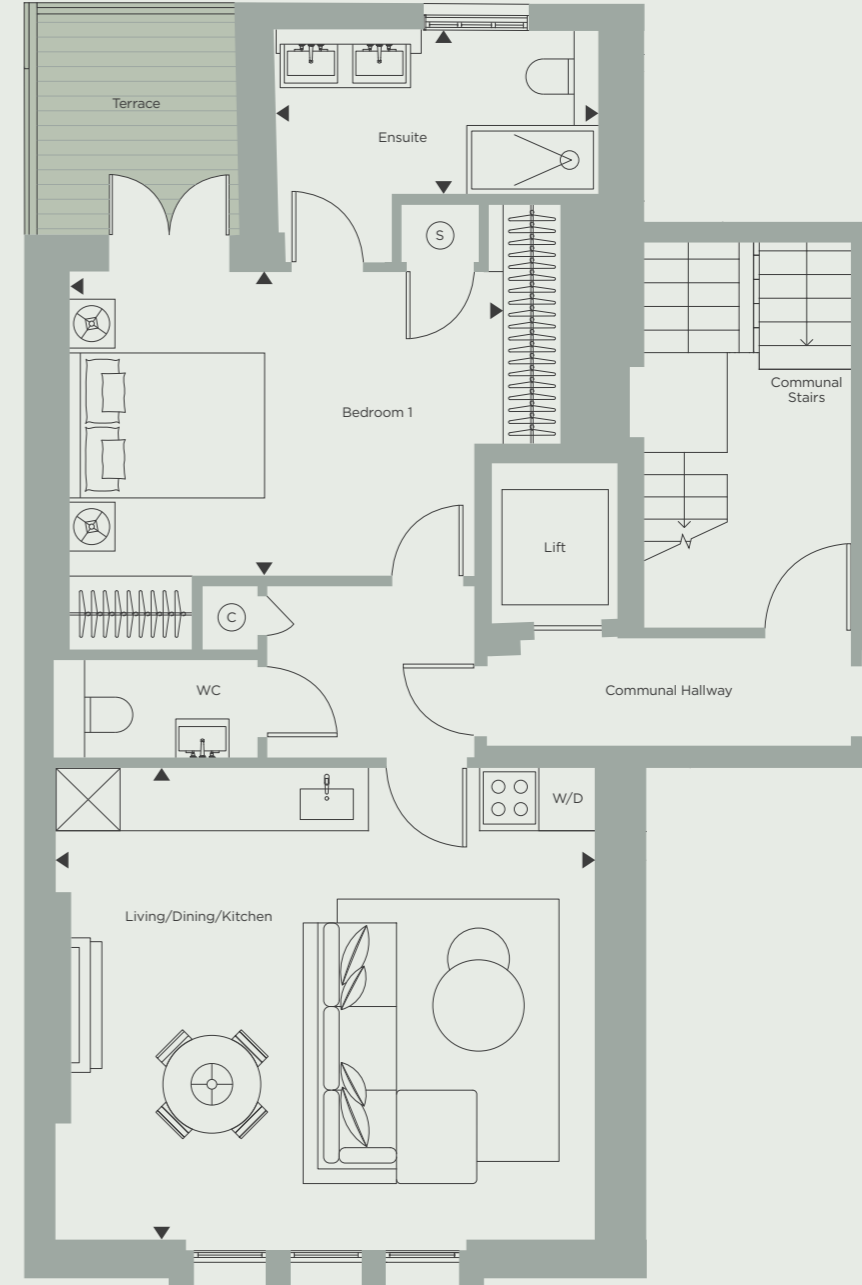 Terrace
Ensuite
S
Communal
Stairs
Bedroom 1
Lift
C
WC
Communal Hallway
W/D
Living/Dining/Kitchen